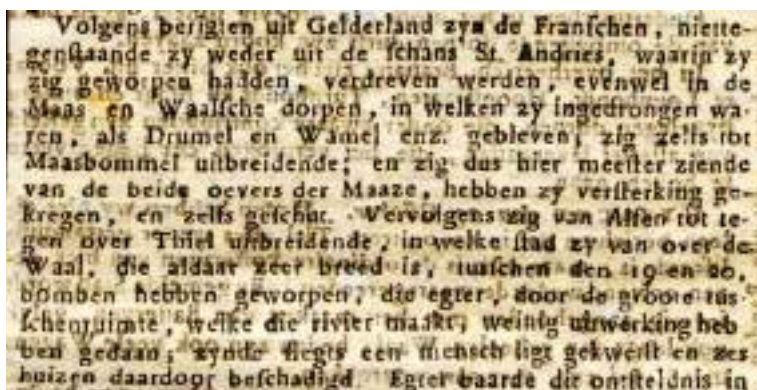 Volgens berigten uit Gelderland zyn de Franſchen, niette-
genſtaande zy weder uit de ſchans St. Andries, waarin zy
zig geworpen hadden, verdreven werden, evenwel in de
Maas en Waalſche dorpen, in welken zy ingedrongen wa-
ren, als Drumel en Wamel enz. gebleven, zig zelfs tot
Maasbommel uitbreidende; en zig dus hier meeſter ziende
van de beide oevers der Maaze, hebben zy verſterking ge-
kregen, en zelfs geſchut. Vervolgens zig van Alfen tot te-
gen over Thiel uitbreidende, in welke ſtad zy van over de
Waal, die aldaar zeer breed is, tusſchen den 19 en 20.
bomben hebben geworpen, die egter, door de groote tus-
ſchenruimte, welke die rivier maakt, weinig uitwerking heb
ben gedaan; zynde ſlegts een menſch ligt gekwetſt en zes
huizen daardoor beſchadigd. Egter baarde die ontſteldnis in